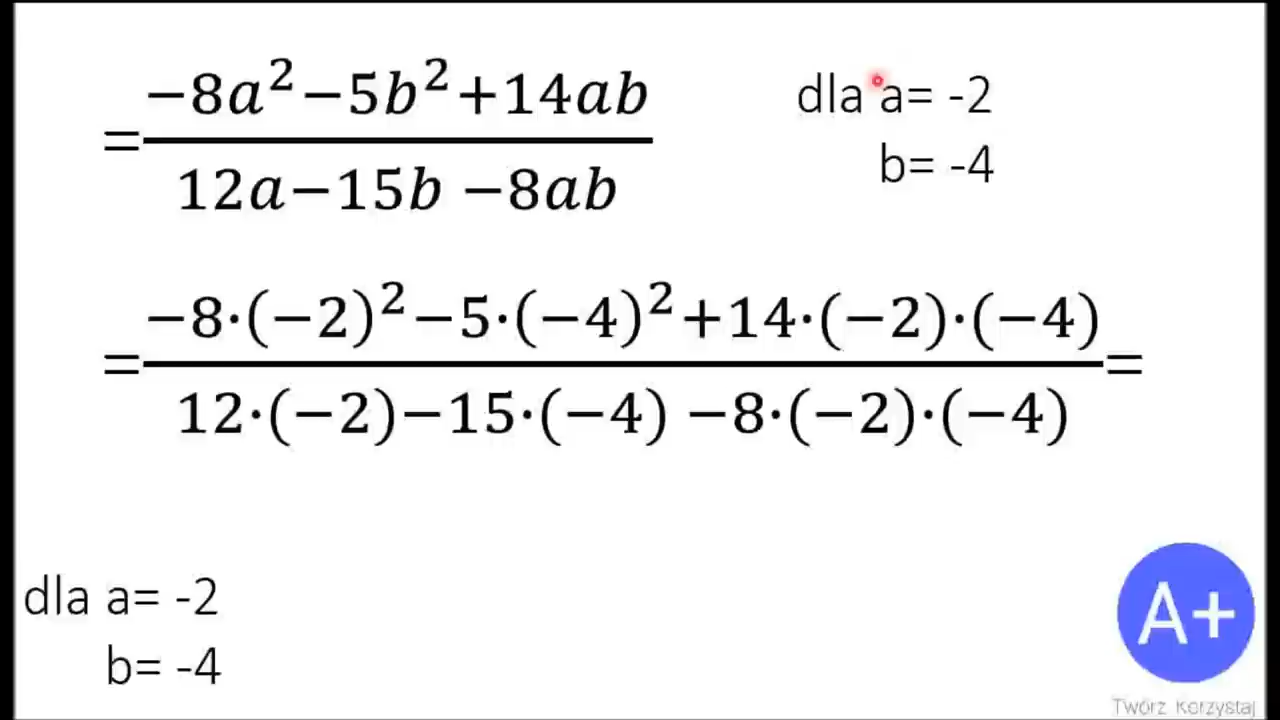 = (−8a²−5b²+14ab)/(12a−15b −8ab)
dla a= -2
b= -4
= (−8·(−2)²−5·(−4)²+14·(−2)·(−4))/(12·(−2)−15·(−4) −8·(−2)·(−4)) =
dla a= -2
b= -4
A+
Twórz Korzystaj